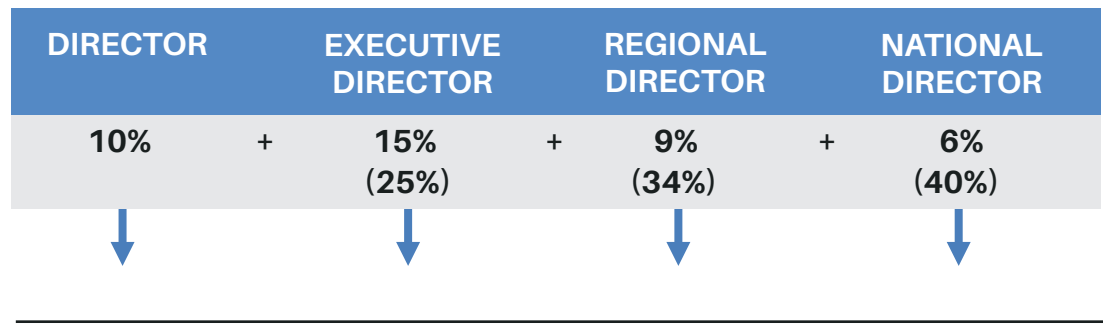 DIRECTOR
EXECUTIVE
DIRECTOR
REGIONAL
DIRECTOR
NATIONAL
DIRECTOR
10% + 15% + 9% + 6%
(25%) (34%) (40%)